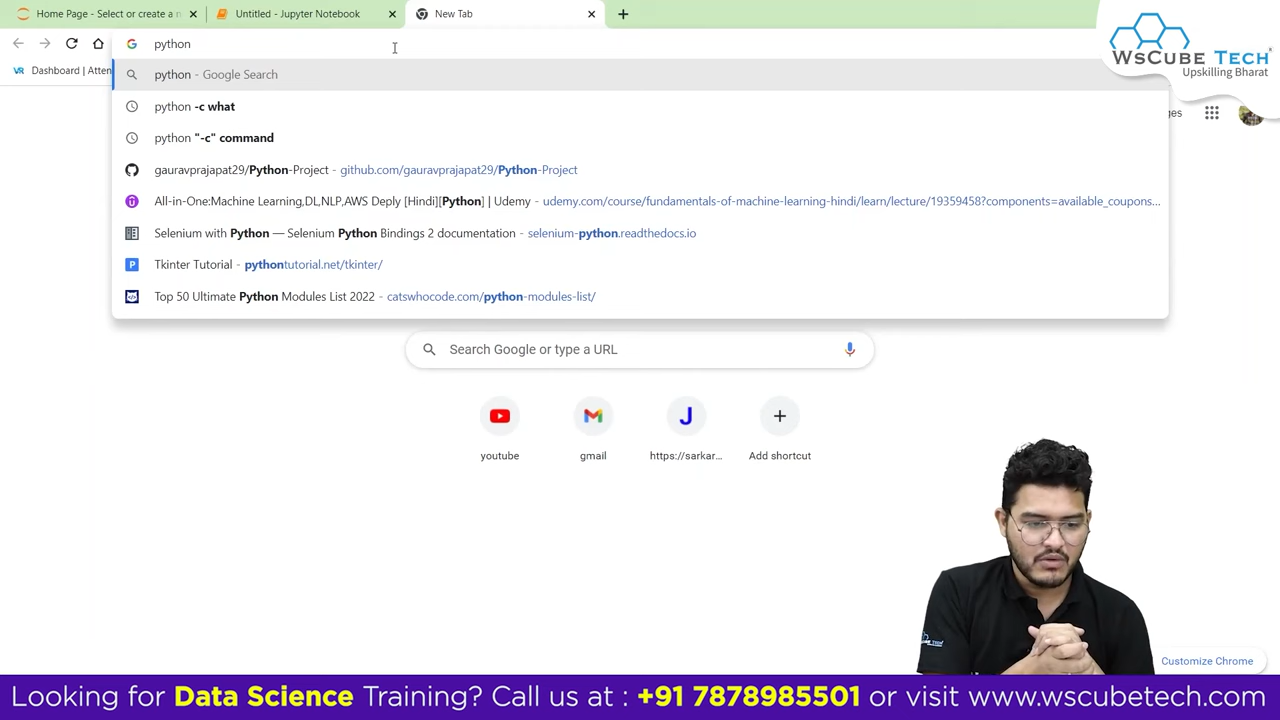 Home Page - Select or create a n
Untitled - Jupyter Notebook
New Tab
python
WsCube Tech
Upskilling Bharat
VR Dashboard | Atten
python - Google Search
python -c what
ges
python "-c" command
gauravprajapat29/Python-Project - github.com/gauravprajapat29/Python-Project
All-in-One:Machine Learning,DL,NLP,AWS Deply [Hindi][Python] | Udemy - udemy.com/course/fundamentals-of-machine-learning-hindi/learn/lecture/19359458?components=available_coupons...
Selenium with Python — Selenium Python Bindings 2 documentation - selenium-python.readthedocs.io
Tkinter Tutorial - pythontutorial.net/tkinter/
Top 50 Ultimate Python Modules List 2022 - catswhocode.com/python-modules-list/
Search Google or type a URL
J
youtube
gmail
https://sarkar...
Add shortcut
Customize Chrome
Looking for Data Science Training? Call us at : +91 7878985501 or visit www.wscubetech.com